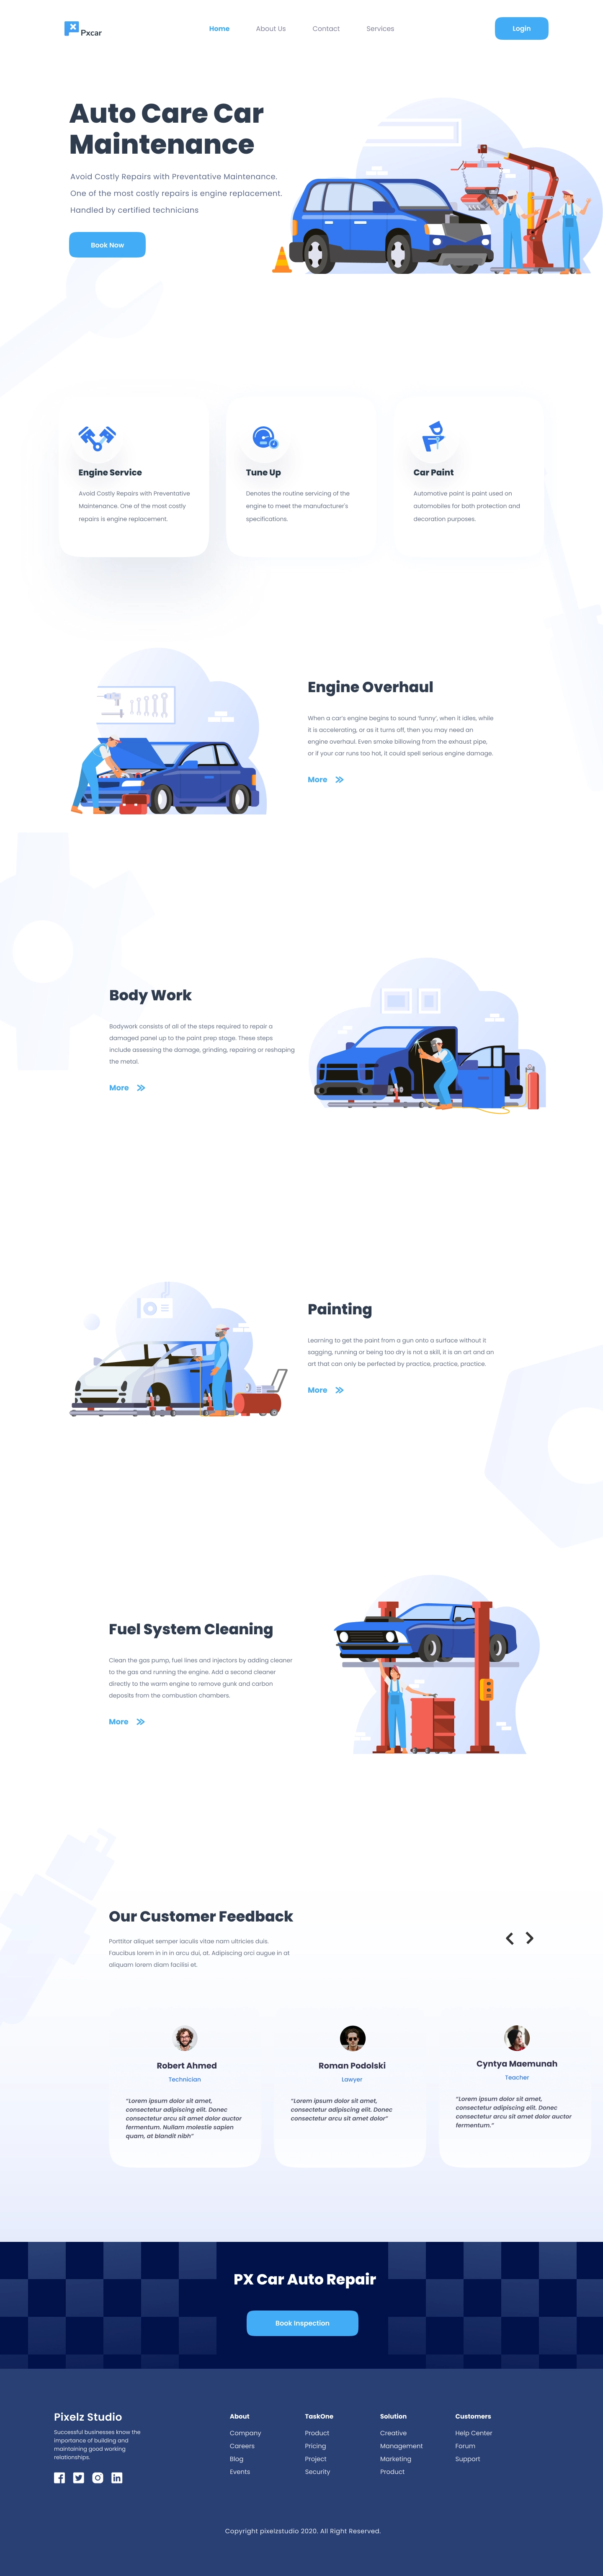 Pxcar
Home
About Us
Contact
Services
Login
Auto Care Car
Maintenance
Avoid Costly Repairs with Preventative Maintenance.
One of the most costly repairs is engine replacement.
Handled by certified technicians
Book Now
Engine Service
Avoid Costly Repairs with Preventative
Maintenance. One of the most costly
repairs is engine replacement.
Tune Up
Denotes the routine servicing of the
engine to meet the manufacturer's
specifications.
Car Paint
Automotive paint is paint used on
automobiles for both protection and
decoration purposes.
Engine Overhaul
When a car's engine begins to sound 'funny', when it idles, while
it is accelerating, or as it turns off, then you may need an
engine overhaul. Even smoke billowing from the exhaust pipe,
or if your car runs too hot, it could spell serious engine damage.
More
Body Work
Bodywork consists of all of the steps required to repair a
damaged panel up to the paint prep stage. These steps
include assessing the damage, grinding, repairing or reshaping
the metal.
More
Painting
Learning to get the paint from a gun onto a surface without it
sagging, running or being too dry is not a skill, it is an art and an
art that can only be perfected by practice, practice, practice.
More
Fuel System Cleaning
Clean the gas pump, fuel lines and injectors by adding cleaner
to the gas and running the engine. Add a second cleaner
directly to the warm engine to remove gunk and carbon
deposits from the combustion chambers.
More
Our Customer Feedback
Porttitor aliquet semper iaculis vitae nam ultricies duis.
Faucibus lorem in in in arcu dui, at. Adipiscing orci augue in at
aliquam lorem diam facilisi et.
Robert Ahmed
Technician
"Lorem ipsum dolor sit amet,
consectetur adipiscing elit. Donec
consectetur arcu sit amet dolor auctor
fermentum. Nullam molestie sapien
quam, at blandit nibh"
Roman Podolski
Lawyer
"Lorem ipsum dolor sit amet,
consectetur adipiscing elit. Donec
consectetur arcu sit amet dolor"
Cyntya Maemunah
Teacher
"Lorem ipsum dolor sit amet,
consectetur adipiscing elit. Donec
consectetur arcu sit amet dolor auctor
fermentum."
PX Car Auto Repair
Book Inspection
Pixelz Studio
Successful businesses know the
importance of building and
maintaining good working
relationships.
About
Company
Careers
Blog
Events
TaskOne
Product
Pricing
Project
Security
Solution
Creative
Management
Marketing
Product
Customers
Help Center
Forum
Support
Copyright pixelzstudio 2020. All Right Reserved.